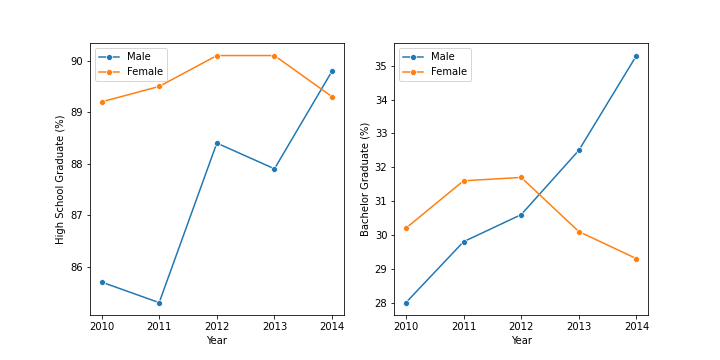 Male
Female
90
89
88
87
86
High School Graduate (%)
2010 2011 2012 2013 2014
Year
Male
Female
35
34
33
32
31
30
29
28
Bachelor Graduate (%)
2010 2011 2012 2013 2014
Year